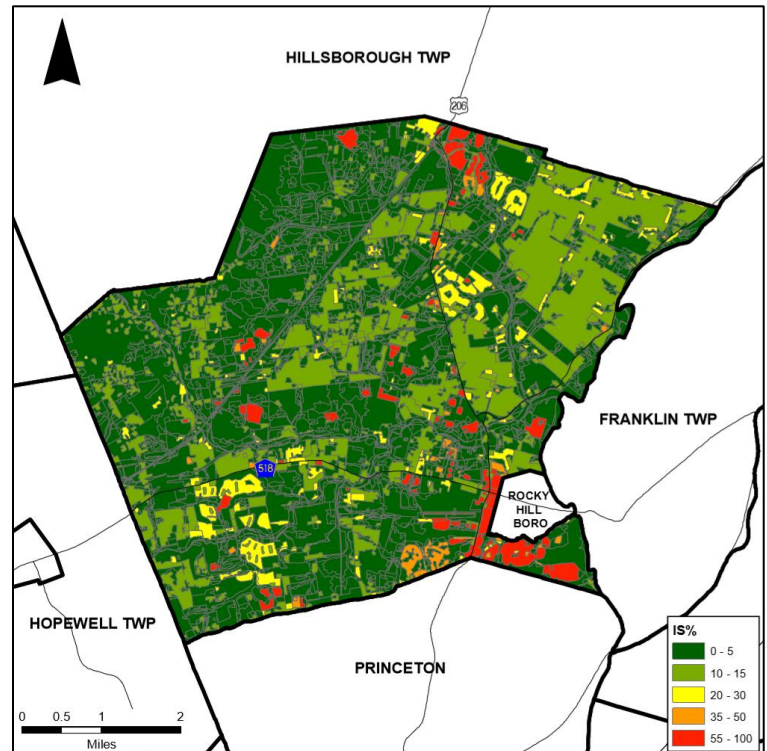 HILLSBOROUGH TWP
206
FRANKLIN TWP
518
ROCKY
HILL
BORO
HOPEWELL TWP
PRINCETON
IS%
0 - 5
10 - 15
20 - 30
35 - 50
55 - 100
0 0.5 1 2
Miles